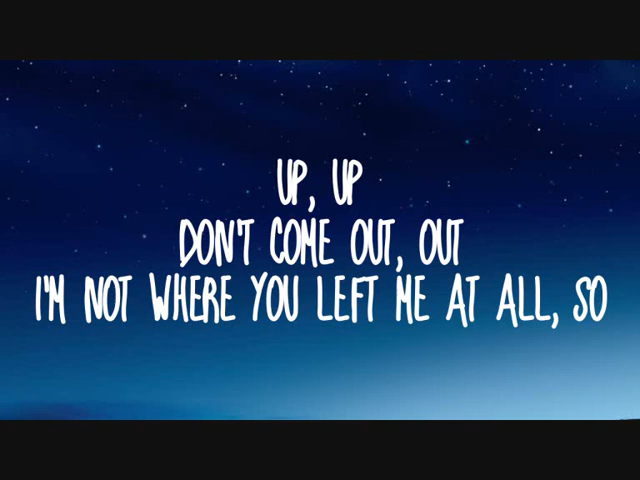 UP, UP
DON'T COME OUT, OUT
I'M NOT WHERE YOU LEFT ME AT ALL, SO